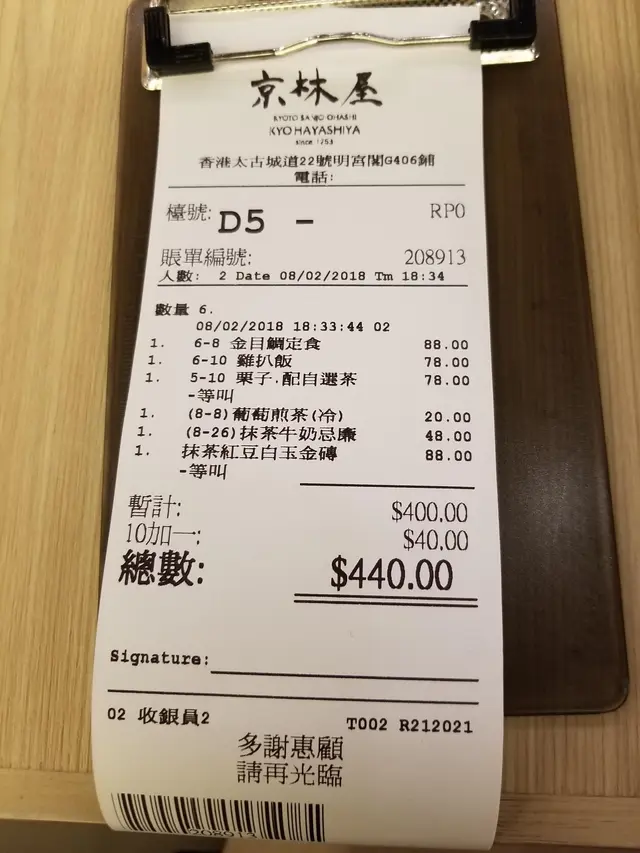 京林屋
KYOTO SANJO OHASHI
KYO HAYASHIYA
since 1753
香港太古城道22號明宮閣G406舖
電話:
檯號: D5 - RP0
賬單編號: 208913
人數: 2 Date 08/02/2018 Tm 18:34
數量 6.
08/02/2018 18:33:44 02
1. 6-8 金目鯛定食 88.00
1. 6-10 雞扒飯 78.00
1. 5-10 栗子.配自選茶 78.00
-等叫
1. (8-8)葡萄煎茶(冷) 20.00
1. (8-26)抹茶牛奶忌廉 48.00
1. 抹茶紅豆白玉金磚 88.00
-等叫
暫計: $400.00
10加一: $40.00
總數: $440.00
Signature:
02 收銀員2 T002 R212021
多謝惠顧
請再光臨
208913